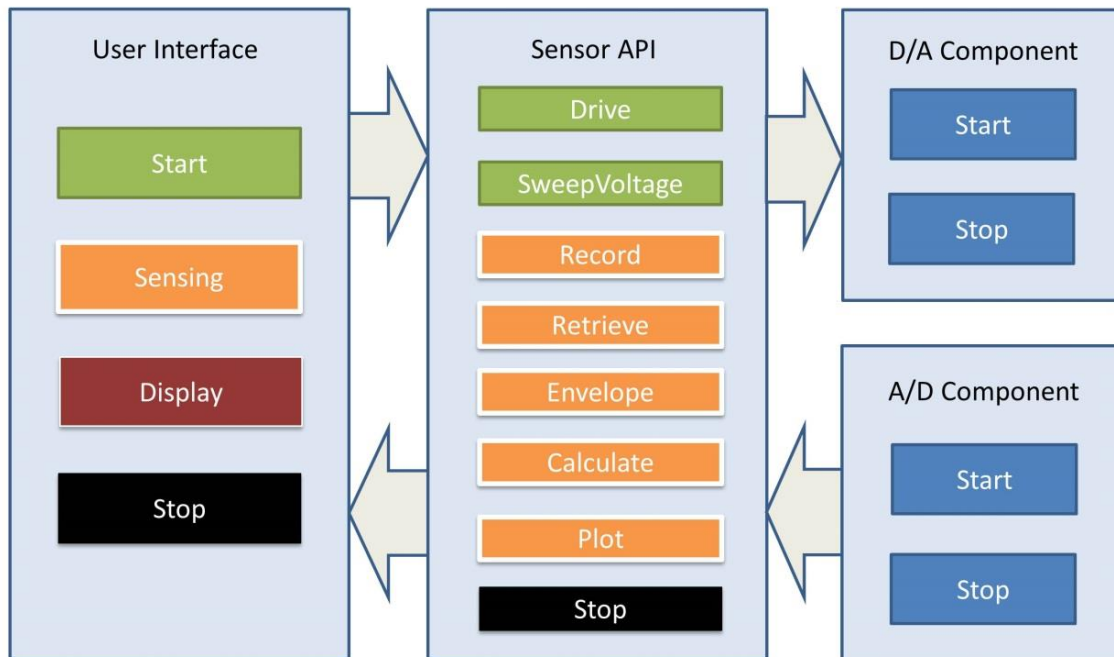 User Interface
Start
Sensing
Display
Stop
Sensor API
Drive
SweepVoltage
Record
Retrieve
Envelope
Calculate
Plot
Stop
D/A Component
Start
Stop
A/D Component
Start
Stop